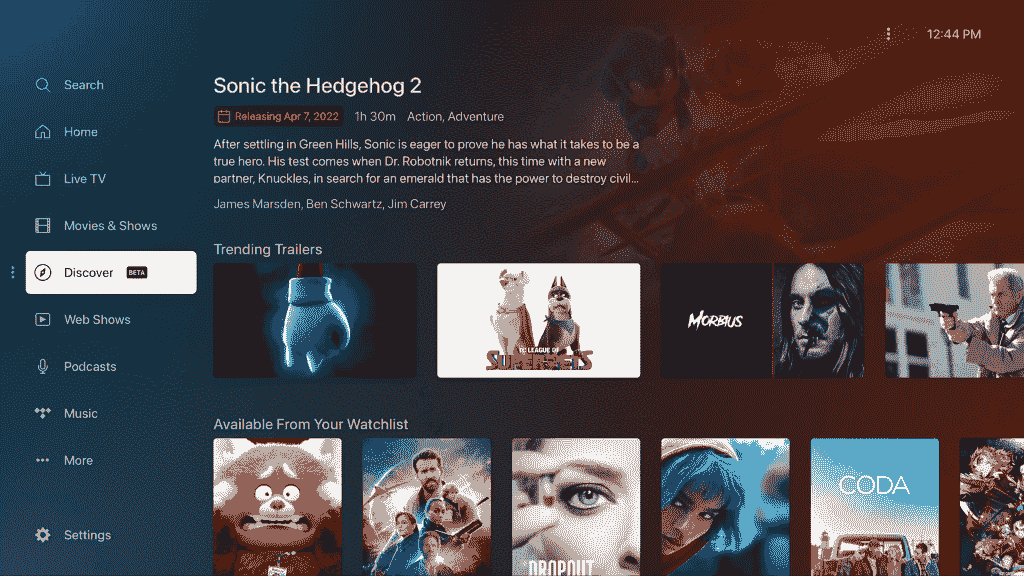 12:44 PM
Search
Home
Live TV
Movies & Shows
Discover BETA
Web Shows
Podcasts
Music
More
Settings
Sonic the Hedgehog 2
Releasing Apr 7, 2022 1h 30m Action, Adventure
After settling in Green Hills, Sonic is eager to prove he has what it takes to be a
true hero. His test comes when Dr. Robotnik returns, this time with a new
partner, Knuckles, in search for an emerald that has the power to destroy civil...
James Marsden, Ben Schwartz, Jim Carrey
Trending Trailers
DC LEAGUE OF
SUPER-PETS
MORBIUS
Available From Your Watchlist
CODA
DROPOUT